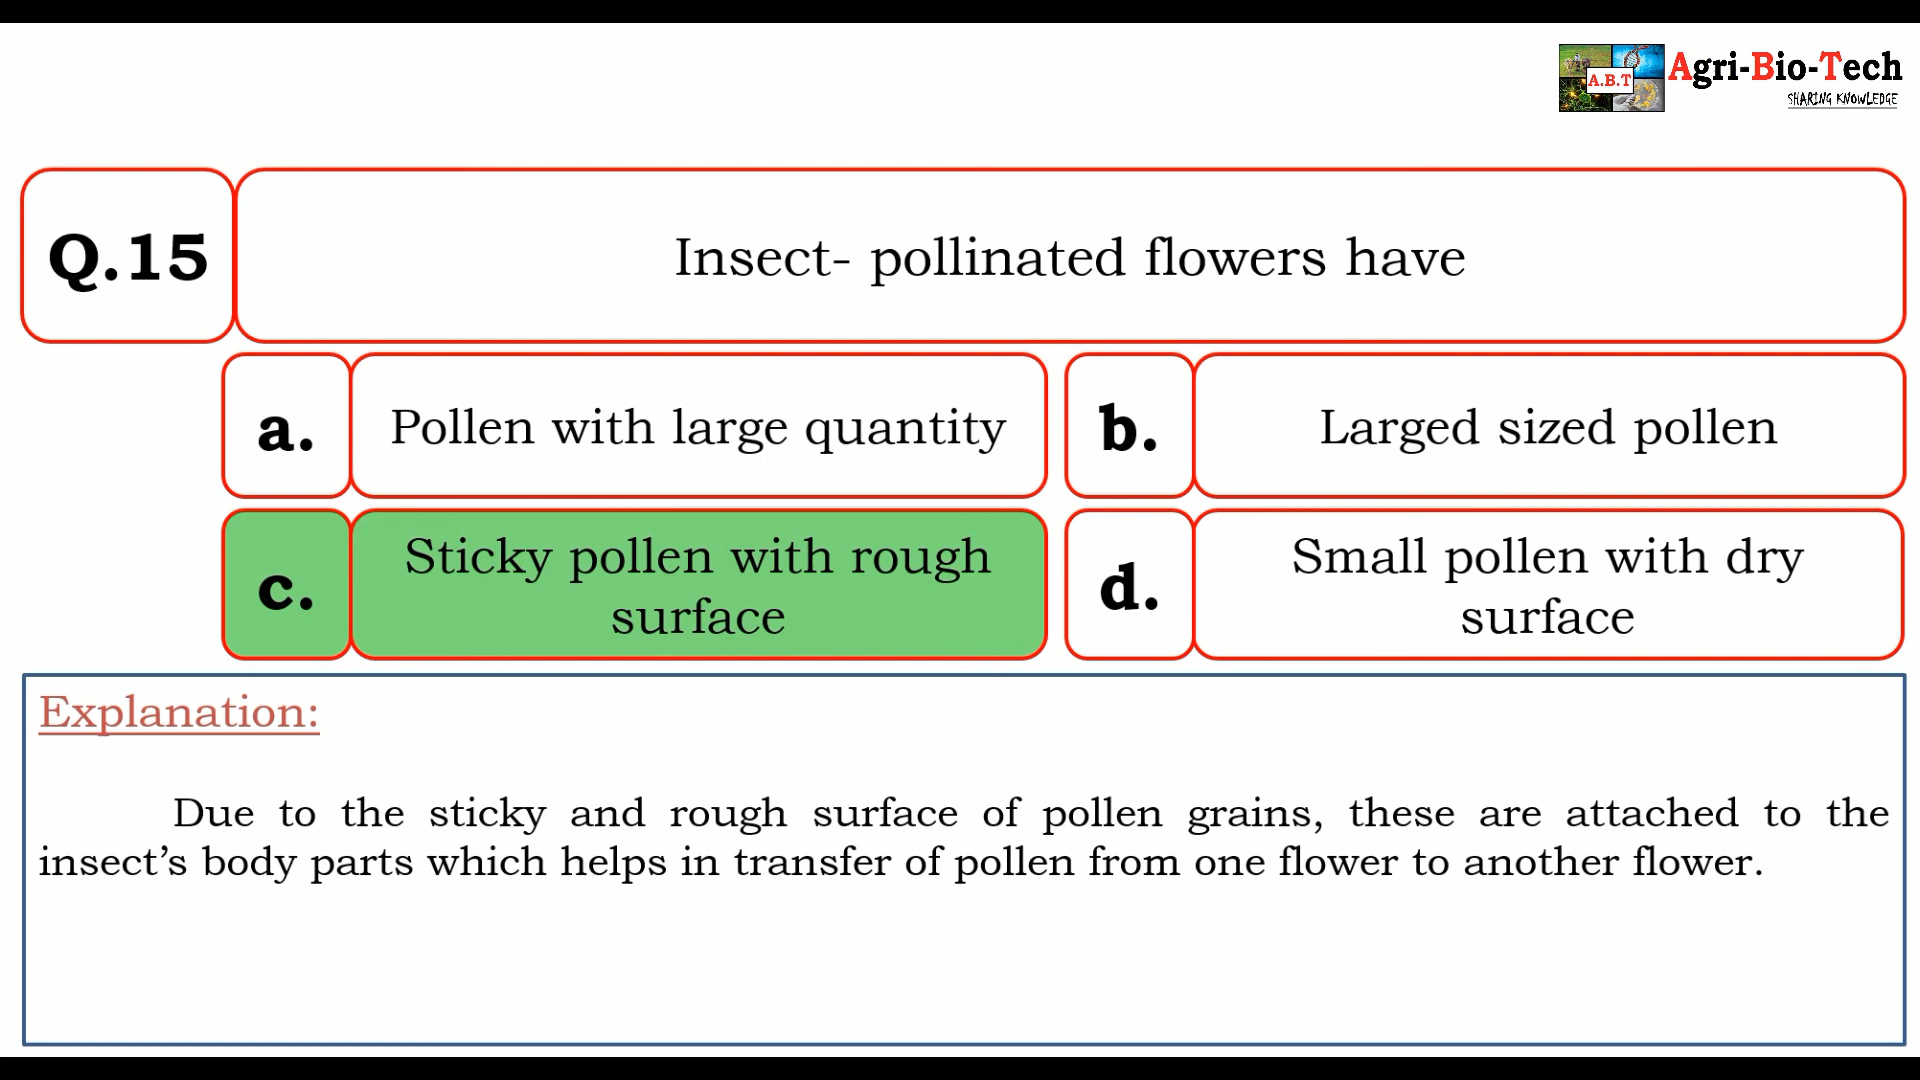 A.B.T
Agri-Bio-Tech
SHARING KNOWLEDGE
Q.15
Insect- pollinated flowers have
a.
Pollen with large quantity
b.
Larged sized pollen
c.
Sticky pollen with rough
surface
d.
Small pollen with dry
surface
Explanation:
Due to the sticky and rough surface of pollen grains, these are attached to the
insect’s body parts which helps in transfer of pollen from one flower to another flower.